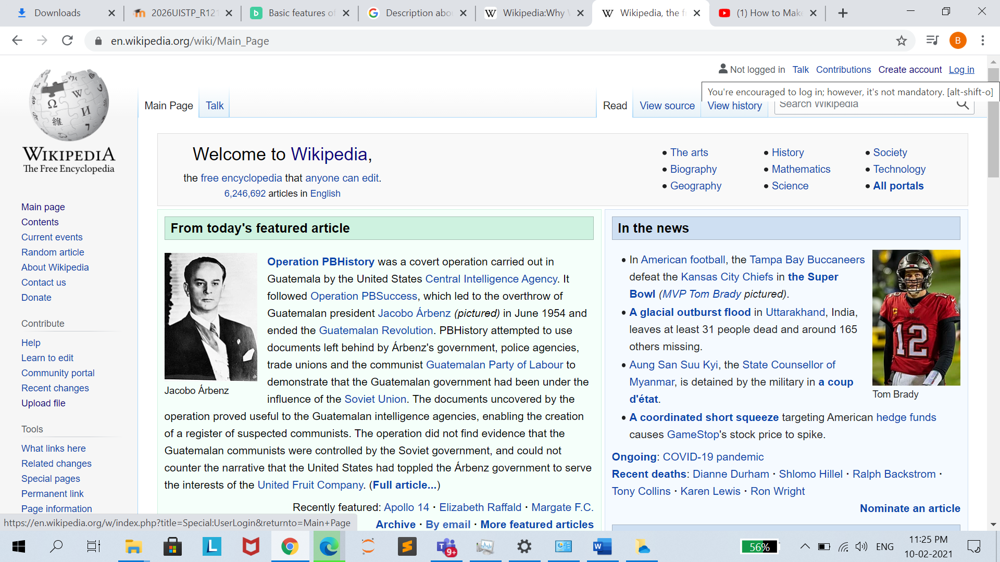 Downloads
2026UISTP_R121
Basic features of
Description abou
Wikipedia:Why W
Wikipedia, the fr
(1) How to Make
en.wikipedia.org/wiki/Main_Page
B
Not logged in Talk Contributions Create account Log in
You're encouraged to log in; however, it's not mandatory. [alt-shift-o]
Main Page Talk
Read View source View history Search Wikipedia
WIKIPEDIA
The Free Encyclopedia
Main page
Contents
Current events
Random article
About Wikipedia
Contact us
Donate
Contribute
Help
Learn to edit
Community portal
Recent changes
Upload file
Tools
What links here
Related changes
Special pages
Permanent link
Page information
Welcome to Wikipedia,
the free encyclopedia that anyone can edit.
6,246,692 articles in English
The arts
Biography
Geography
History
Mathematics
Science
Society
Technology
All portals
From today's featured article
Jacobo Árbenz
Operation PBHistory was a covert operation carried out in
Guatemala by the United States Central Intelligence Agency. It
followed Operation PBSuccess, which led to the overthrow of
Guatemalan president Jacobo Árbenz (pictured) in June 1954 and
ended the Guatemalan Revolution. PBHistory attempted to use
documents left behind by Árbenz's government, police agencies,
trade unions and the communist Guatemalan Party of Labour to
demonstrate that the Guatemalan government had been under the
influence of the Soviet Union. The documents uncovered by the
operation proved useful to the Guatemalan intelligence agencies, enabling the creation
of a register of suspected communists. The operation did not find evidence that the
Guatemalan communists were controlled by the Soviet government, and could not
counter the narrative that the United States had toppled the Árbenz government to serve
the interests of the United Fruit Company. (Full article...)
Recently featured: Apollo 14 · Elizabeth Raffald · Margate F.C.
Archive · By email · More featured articles
In the news
In American football, the Tampa Bay Buccaneers
defeat the Kansas City Chiefs in the Super
Bowl (MVP Tom Brady pictured).
A glacial outburst flood in Uttarakhand, India,
leaves at least 31 people dead and around 165
others missing.
Aung San Suu Kyi, the State Counsellor of
Myanmar, is detained by the military in a coup
d'état.
A coordinated short squeeze targeting American hedge funds
causes GameStop's stock price to spike.
12
Tom Brady
Ongoing: COVID-19 pandemic
Recent deaths: Dianne Durham · Shlomo Hillel · Ralph Backstrom ·
Tony Collins · Karen Lewis · Ron Wright
Nominate an article
https://en.wikipedia.org/w/index.php?title=Special:UserLogin&returnto=Main+Page
9+
56%
ENG
11:25 PM
10-02-2021